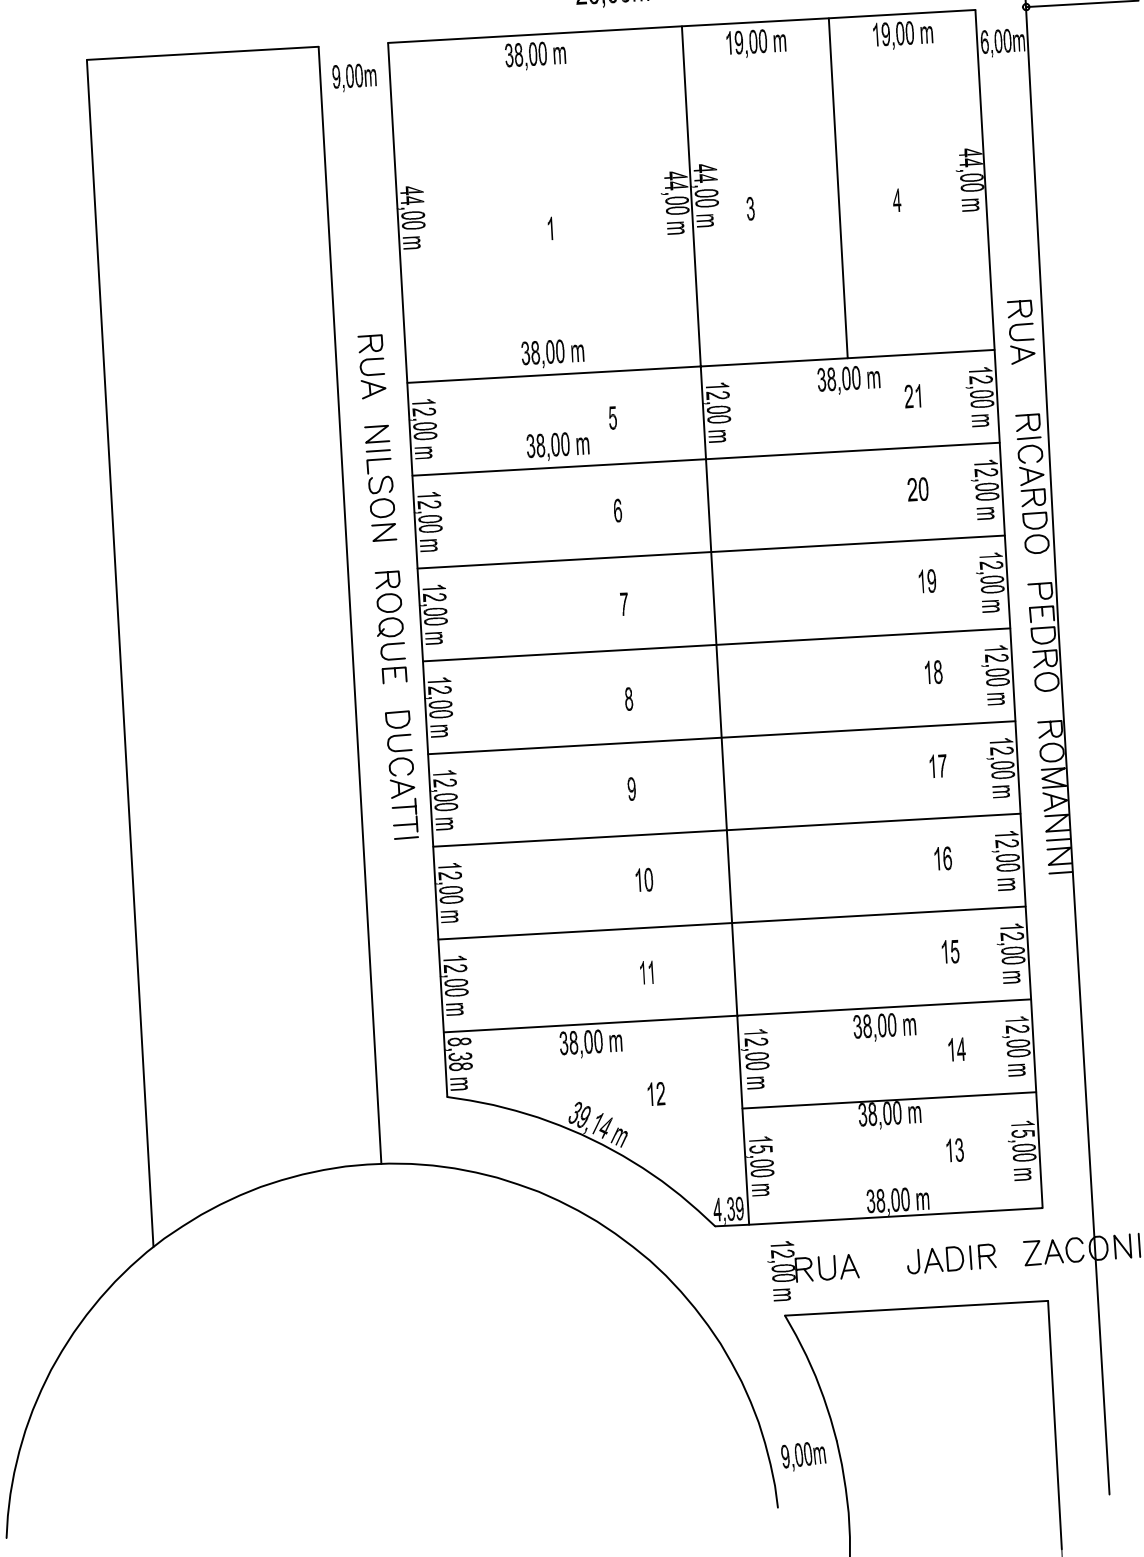 38,00 m
19,00 m
19,00 m
6,00m
9,00m
44,00 m
1
44,00 m
44,00 m
3
4
44,00 m
38,00 m
RUA NILSON ROQUE DUCATTI
RUA RICARDO PEDRO ROMANINI
12,00 m
5
38,00 m
12,00 m
38,00 m
21
12,00 m
12,00 m
6
20
12,00 m
12,00 m
7
19
12,00 m
12,00 m
8
18
12,00 m
12,00 m
9
17
12,00 m
12,00 m
10
16
12,00 m
12,00 m
11
15
12,00 m
8,38 m
38,00 m
12
39,14 m
4,39
12,00 m
38,00 m
14
12,00 m
38,00 m
15,00 m
13
15,00 m
38,00 m
12,00 m
RUA JADIR ZACONI
9,00m